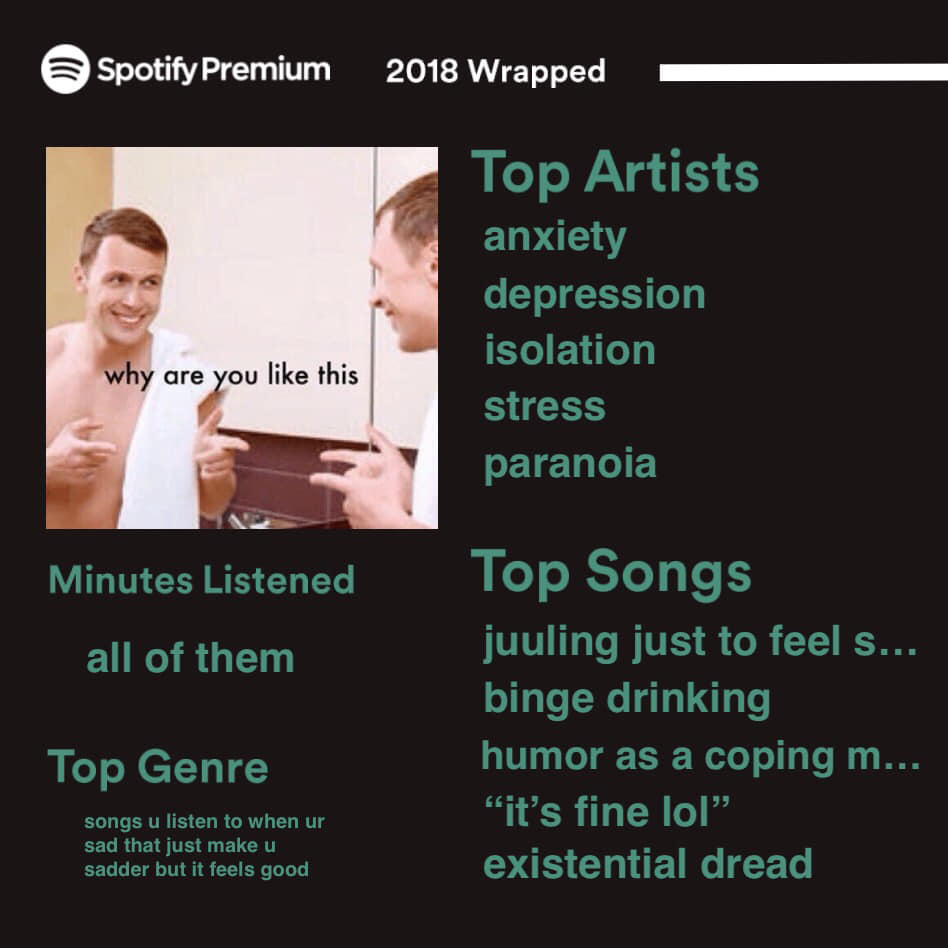 Spotify Premium 2018 Wrapped
why are you like this
Top Artists
anxiety
depression
isolation
stress
paranoia
Minutes Listened
all of them
Top Genre
songs u listen to when ur
sad that just make u
sadder but it feels good
Top Songs
juuling just to feel s...
binge drinking
humor as a coping m...
“it’s fine lol”
existential dread